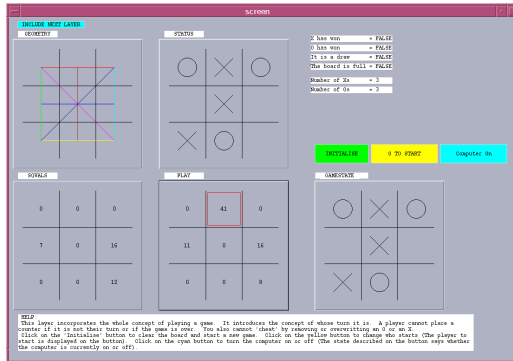 screen
INCLUDE NEXT LAYER
GEOMETRY
STATUS
X has won = FALSE
O has won = FALSE
It is a draw = FALSE
The board is full = FALSE
Number of Xs = 3
Number of Os = 3
INITIALISE
O TO START
Computer On
SQVALS
PLAY
GAMESTATE
0 0 0
7 0 16
0 0 12
0 41 0
11 0 16
0 0 8
HELP:
This layer incorporates the whole concept of playing a game. It introduces the concept of whose turn it is. A player cannot place a
counter if it is not their turn or if the game is over. You also cannot 'cheat' by removing or overwritting an O or an X.
Click on the 'Initialise' button to clear the board and start a new game. Click on the yellow button to change who starts (The player to
start is displayed on the button). Click on the cyan button to turn the computer on or off (The state described on the button says whether
the computer is currently on or off).